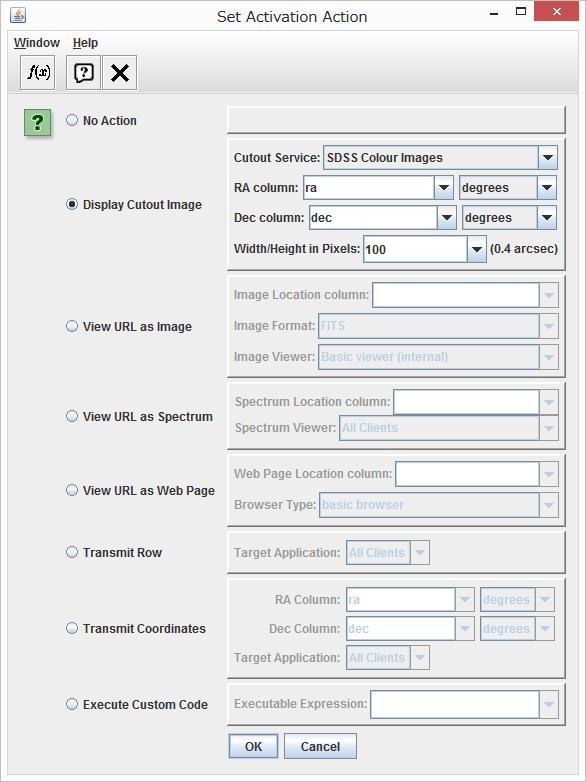 Set Activation Action
Window Help
f(x) ?
? No Action
Display Cutout Image
Cutout Service: SDSS Colour Images
RA column: ra degrees
Dec column: dec degrees
Width/Height in Pixels: 100 (0.4 arcsec)
View URL as Image
Image Location column:
Image Format: FITS
Image Viewer: Basic viewer (internal)
View URL as Spectrum
Spectrum Location column:
Spectrum Viewer: All Clients
View URL as Web Page
Web Page Location column:
Browser Type: basic browser
Transmit Row
Target Application: All Clients
Transmit Coordinates
RA Column: ra degrees
Dec Column: dec degrees
Target Application: All Clients
Execute Custom Code
Executable Expression:
OK Cancel